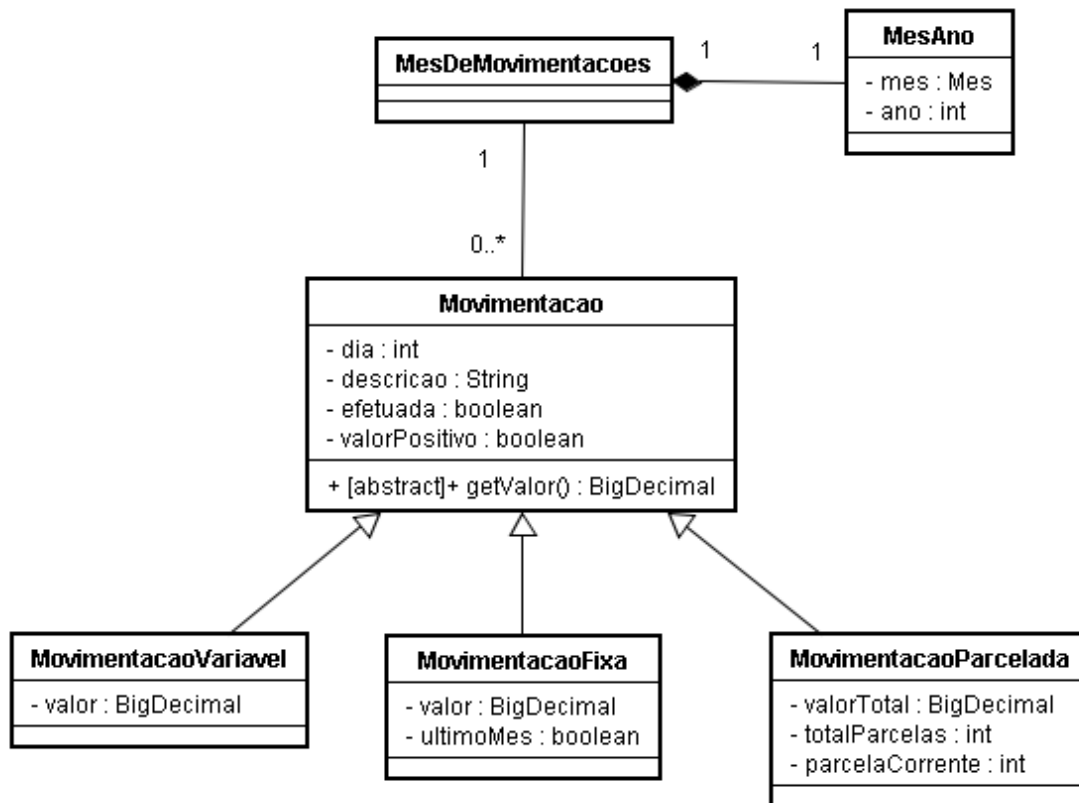 MesDeMovimentacoes
1
1
MesAno
- mes : Mes
- ano : int
1
0..*
Movimentacao
- dia : int
- descricao : String
- efetuada : boolean
- valorPositivo : boolean
+ [abstract]+ getValor() : BigDecimal
MovimentacaoVariavel
- valor : BigDecimal
MovimentacaoFixa
- valor : BigDecimal
- ultimoMes : boolean
MovimentacaoParcelada
- valorTotal : BigDecimal
- totalParcelas : int
- parcelaCorrente : int